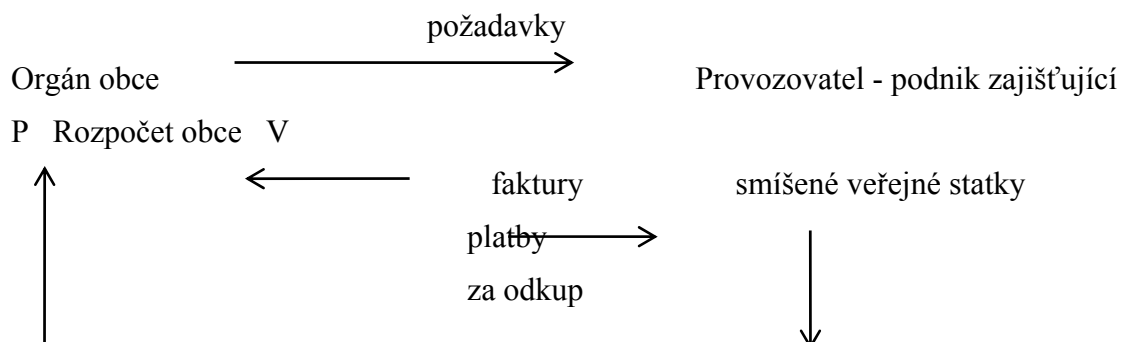 požadavky
Orgán obce Provozovatel - podnik zajišťující
P Rozpočet obce V
faktury smíšené veřejné statky
platby
za odkup